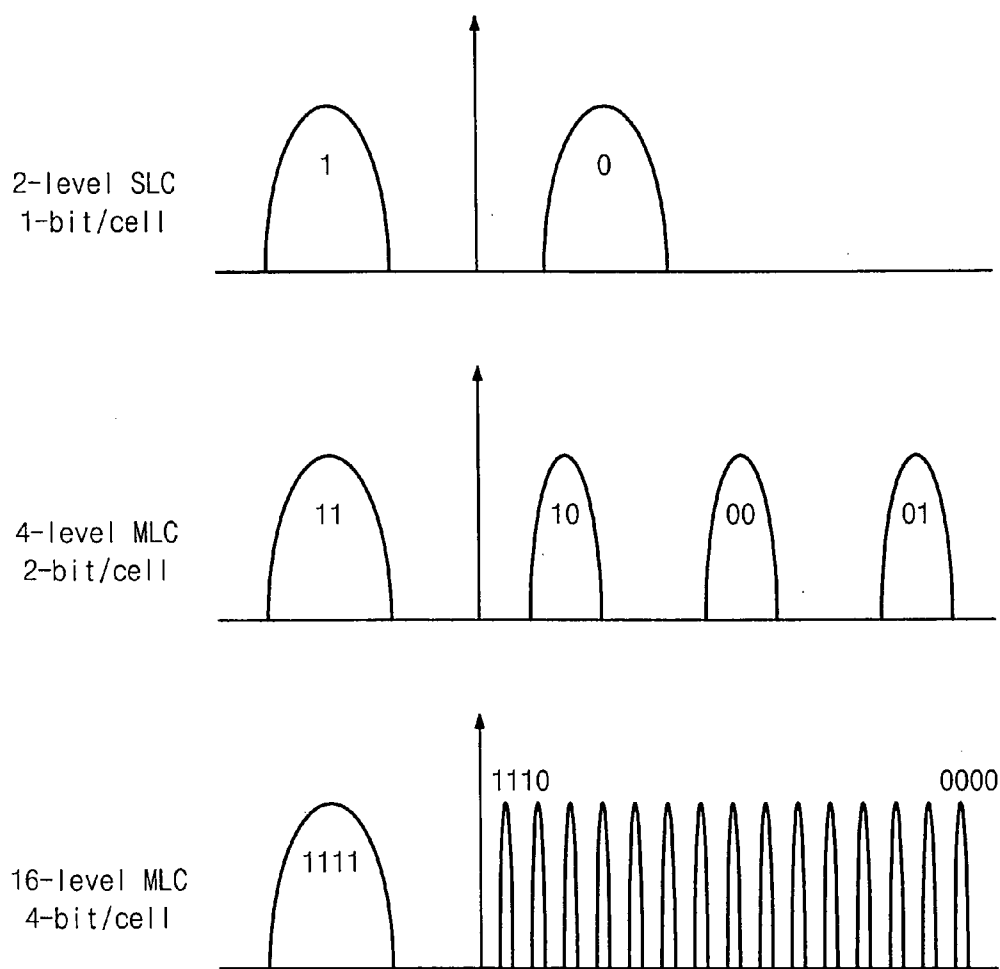 1
0
2-level SLC
1-bit/cell
11
10
00
01
4-level MLC
2-bit/cell
1110
0000
1111
16-level MLC
4-bit/cell